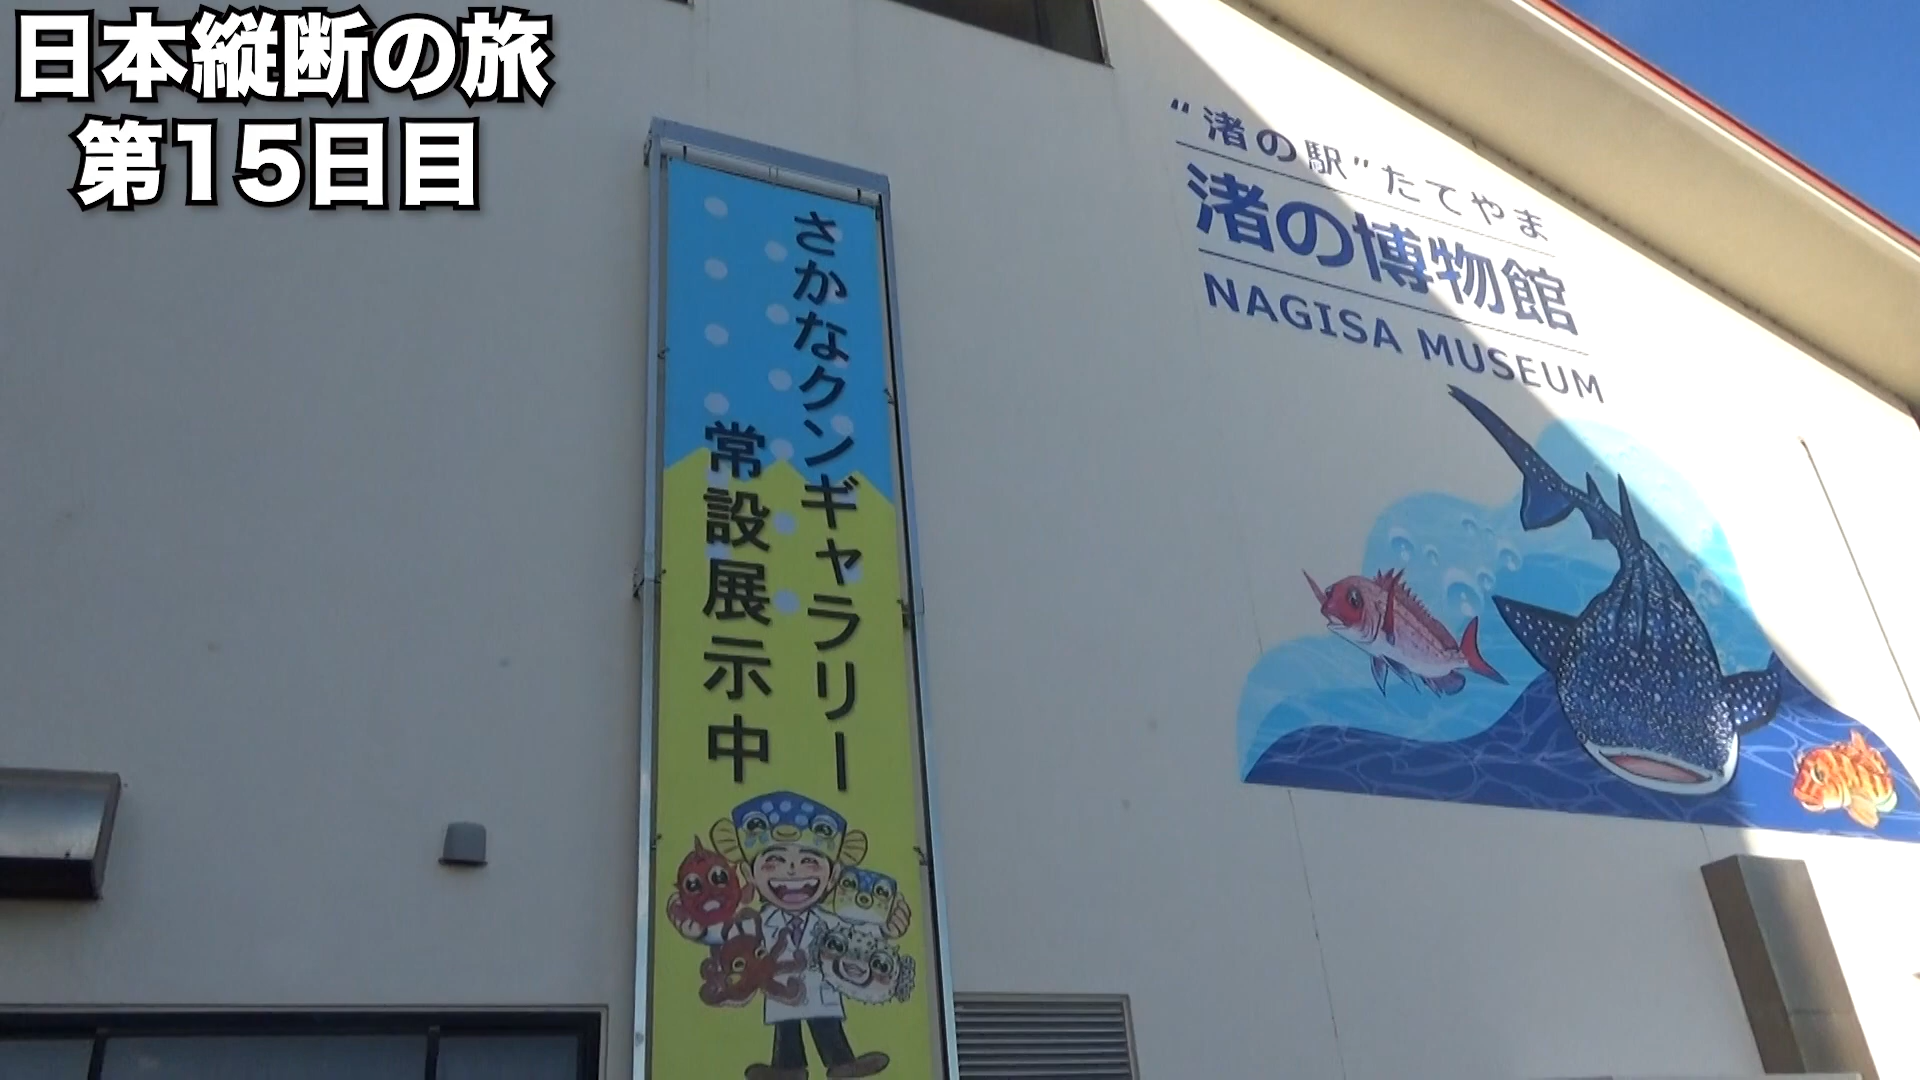 日本縦断の旅
第15日目
さかなクンギャラリー
常設展示中
“渚の駅”たてやま
渚の博物館
NAGISA MUSEUM